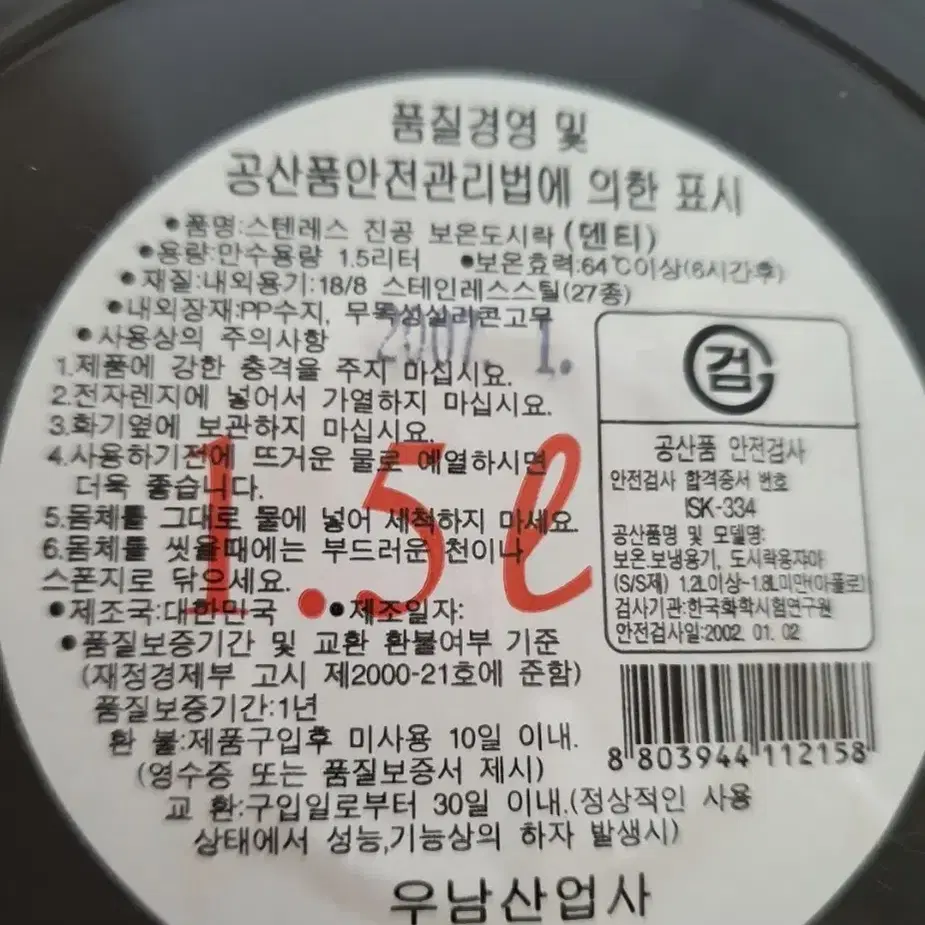 품질경영 및
공산품안전관리법에 의한 표시
•품명:스텐레스 진공 보온도시락(덴티)
•용량:만수용량 1.5리터 •보온효력:64℃이상(6시간후)
•재질:내외용기:18/8 스테인레스스틸(27종)
•내외장재:PP수지, 무독성실리콘고무
•사용상의 주의사항
2007. 1.
1.제품에 강한 충격을 주지 마십시요.
2.전자렌지에 넣어서 가열하지 마십시요.
3.화기옆에 보관하지 마십시요.
4.사용하기전에 뜨거운 물로 예열하시면
더욱 좋습니다.
5.몸체를 그대로 물에 넣어 세척하지 마세요.
6.몸체를 씻을때에는 부드러운 천이나
스폰지로 닦으세요.
1.5ℓ
•제조국:대한민국 •제조일자:
•품질보증기간 및 교환 환불여부 기준
(재정경제부 고시 제2000-21호에 준함)
품질보증기간:1년
환 불:제품구입후 미사용 10일 이내.
(영수증 또는 품질보증서 제시)
교 환:구입일로부터 30일 이내.(정상적인 사용
상태에서 성능,기능상의 하자 발생시)
우남산업사
검
공산품 안전검사
안전검사 합격증서 번호
ISK-334
공산품명 및 모델명:
보온.보냉용기, 도시락용자아
(S/S제) 1.2L이상~1.8L미만(아폴로)
검사기관:한국화학시험연구원
안전검사일:2002. 01. 02
8 803944 112158